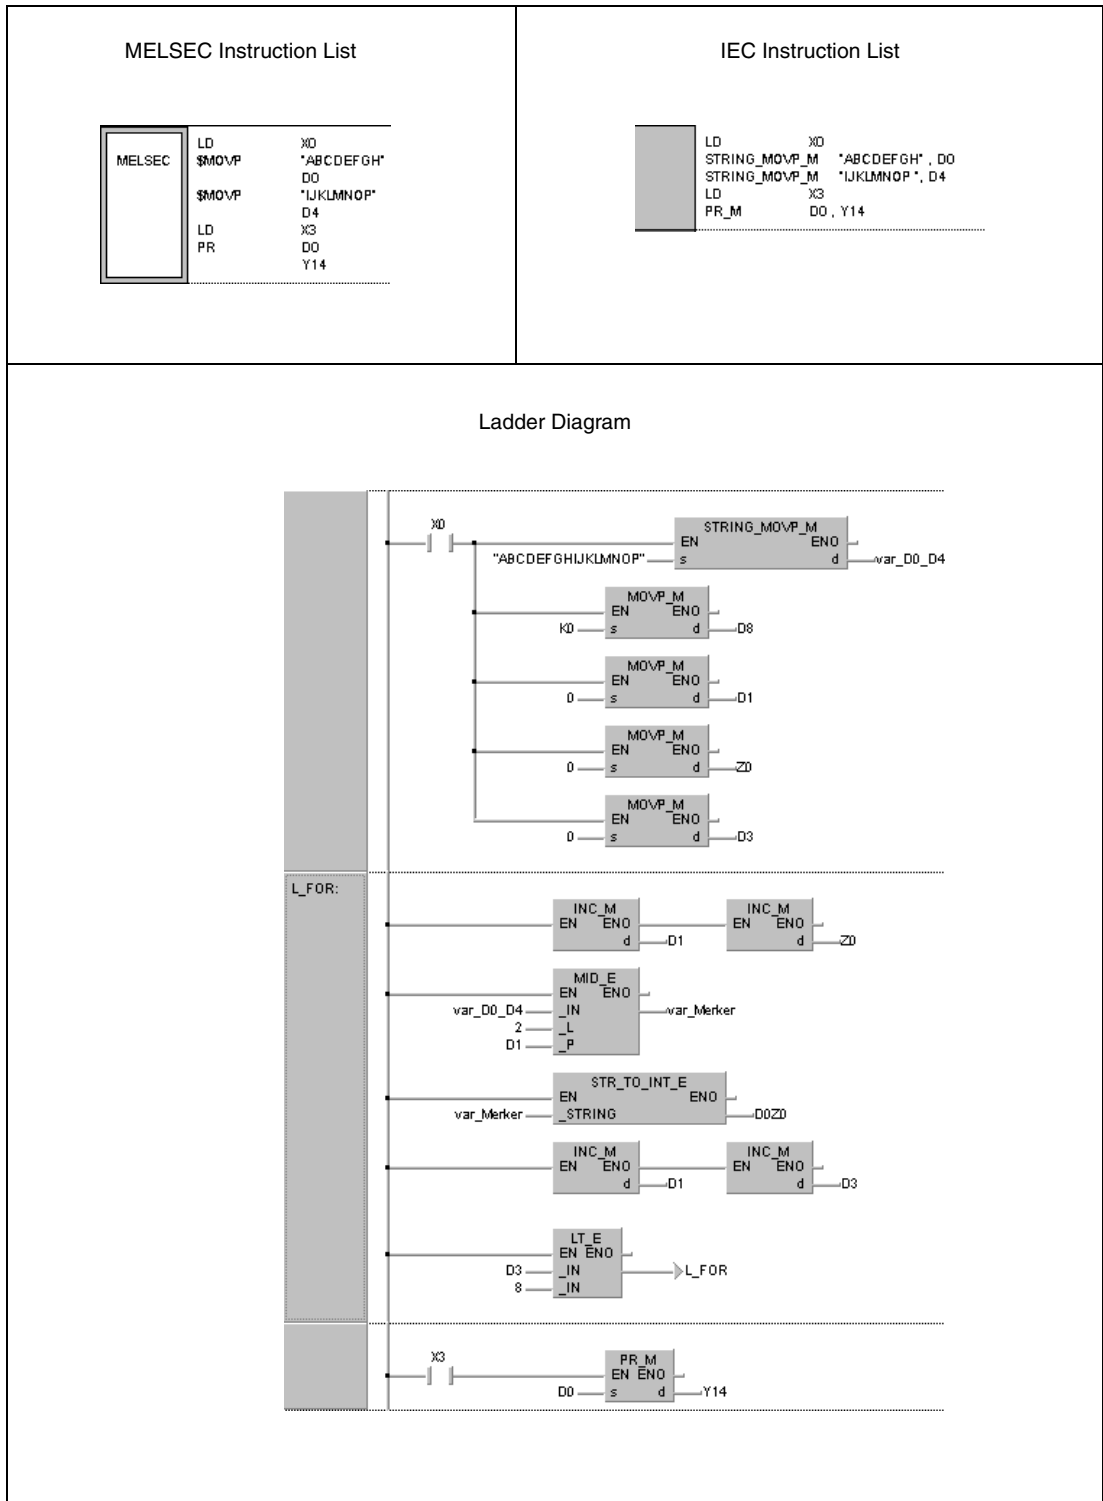 MELSEC Instruction List
MELSEC
LD X0
$MOVP "ABCDEFGH"
D0
$MOVP "IJKLMNOP"
D4
LD X3
PR D0
Y14
IEC Instruction List
LD X0
STRING_MOVP_M "ABCDEFGH" , D0
STRING_MOVP_M "IJKLMNOP ", D4
LD X3
PR_M D0 , Y14
Ladder Diagram
X0
STRING_MOVP_M
EN ENO
"ABCDEFGHIJKLMNOP" s d var_D0_D4
MOVP_M
EN ENO
K0 s d D8
MOVP_M
EN ENO
0 s d D1
MOVP_M
EN ENO
0 s d Z0
MOVP_M
EN ENO
0 s d D3
L_FOR:
INC_M INC_M
EN ENO EN ENO
d D1 d Z0
MID_E
EN ENO
var_D0_D4 _IN var_Merker
2 _L
D1 _P
STR_TO_INT_E
EN ENO
var_Merker _STRING D0Z0
INC_M INC_M
EN ENO EN ENO
d D1 d D3
LT_E
EN ENO
D3 _IN L_FOR
8 _IN
X3
PR_M
EN ENO
D0 s d Y14